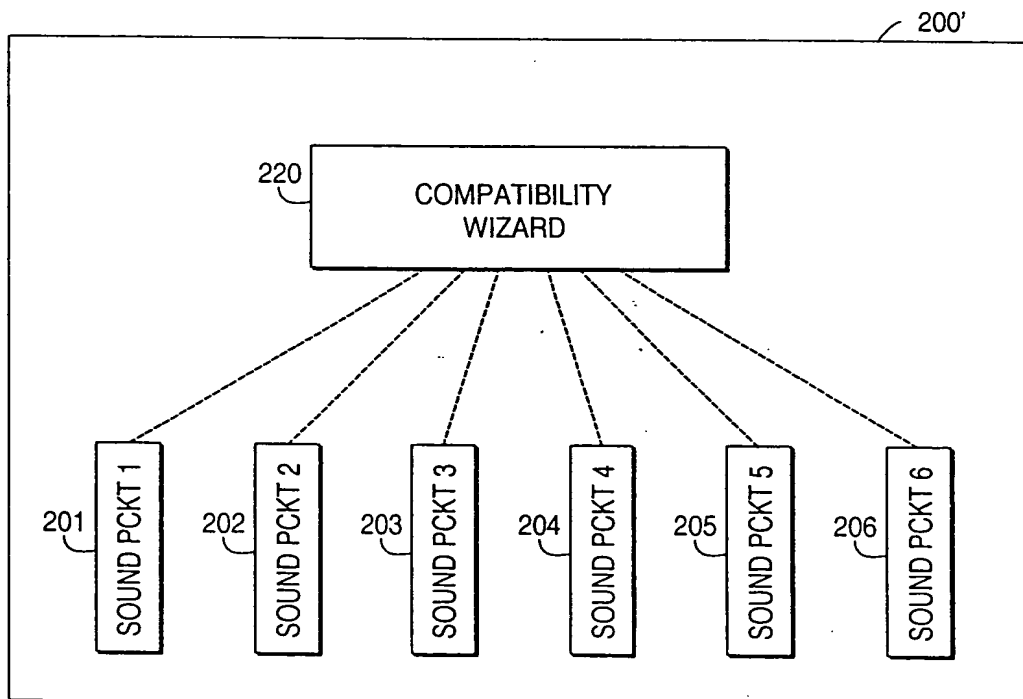 200'
220
COMPATIBILITY
WIZARD
201
SOUND PCKT 1
202
SOUND PCKT 2
203
SOUND PCKT 3
204
SOUND PCKT 4
205
SOUND PCKT 5
206
SOUND PCKT 6